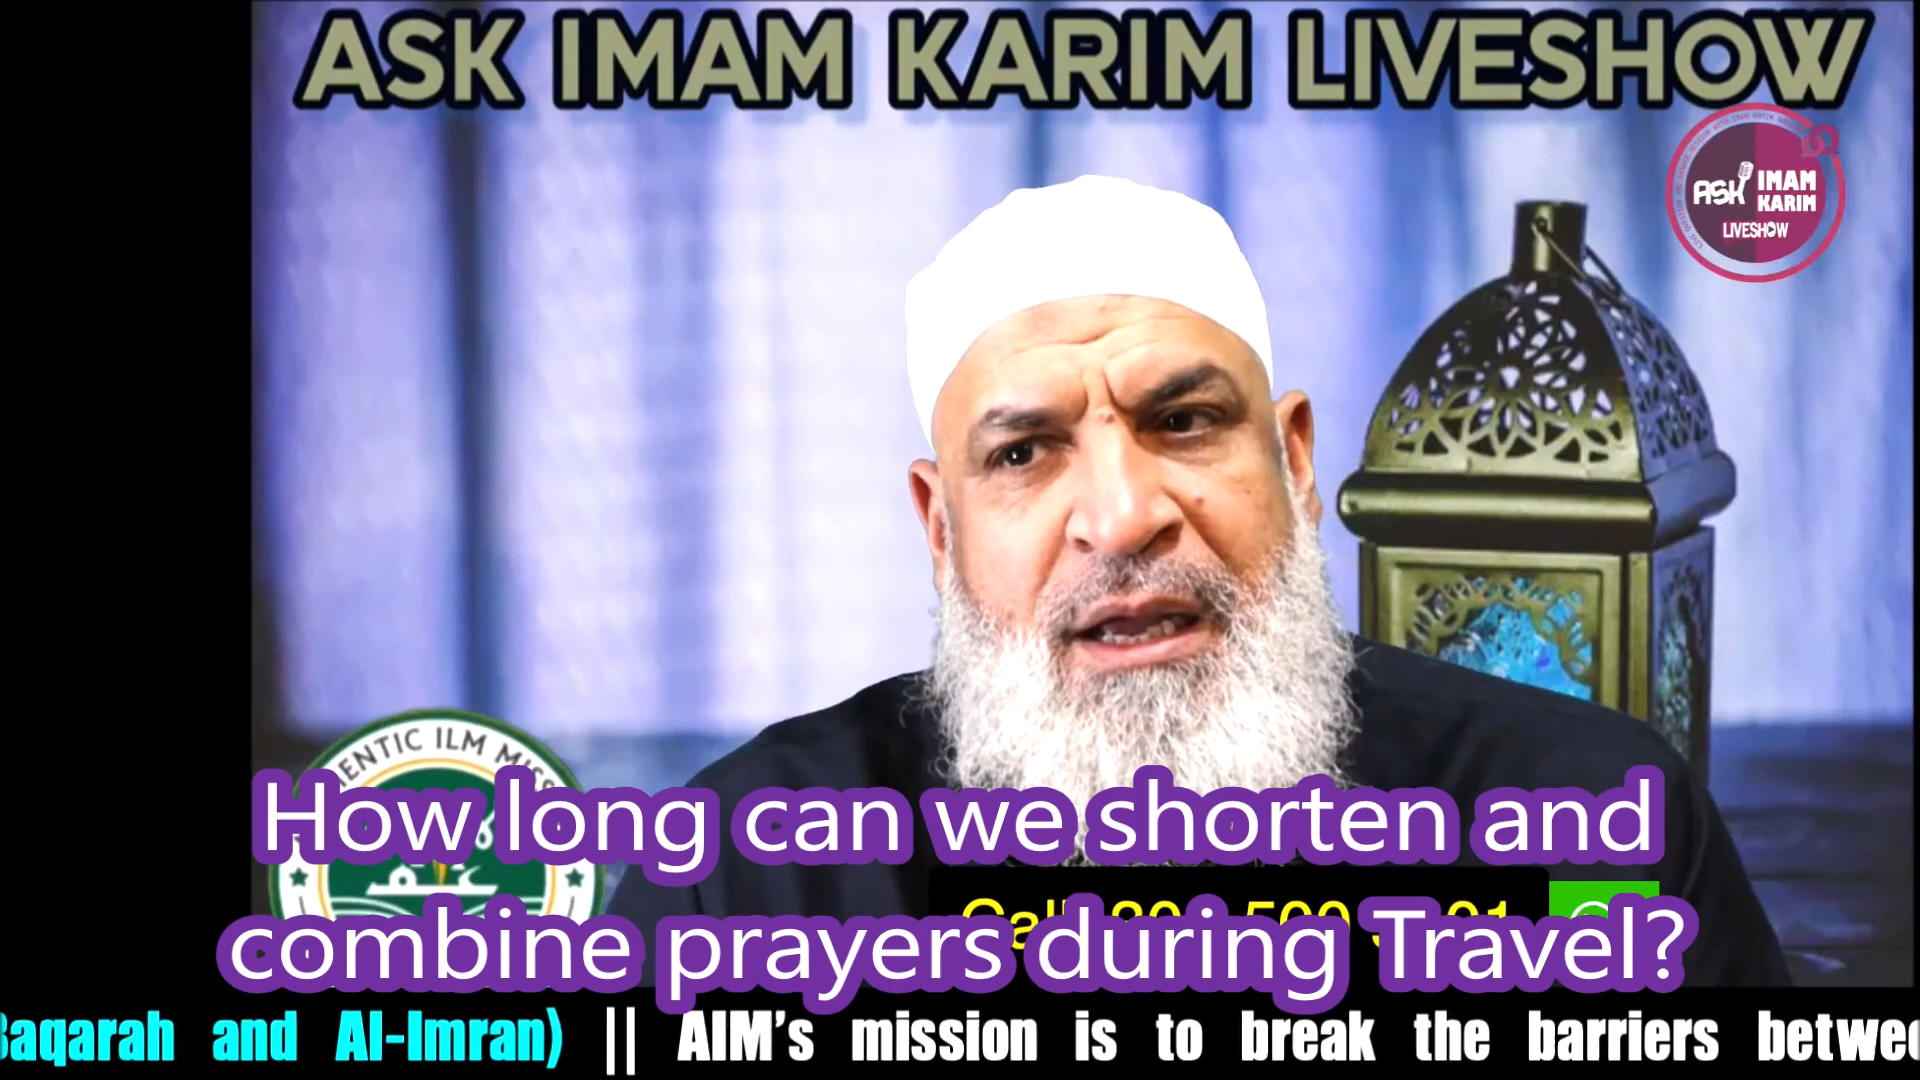 ASK IMAM KARIM LIVESHOW
ASK IMAM
KARIM
LIVESHOW
ILM
How long can we shorten and
combine prayers during Travel?
Baqarah and Al-Imran) || AIM's mission is to break the barriers